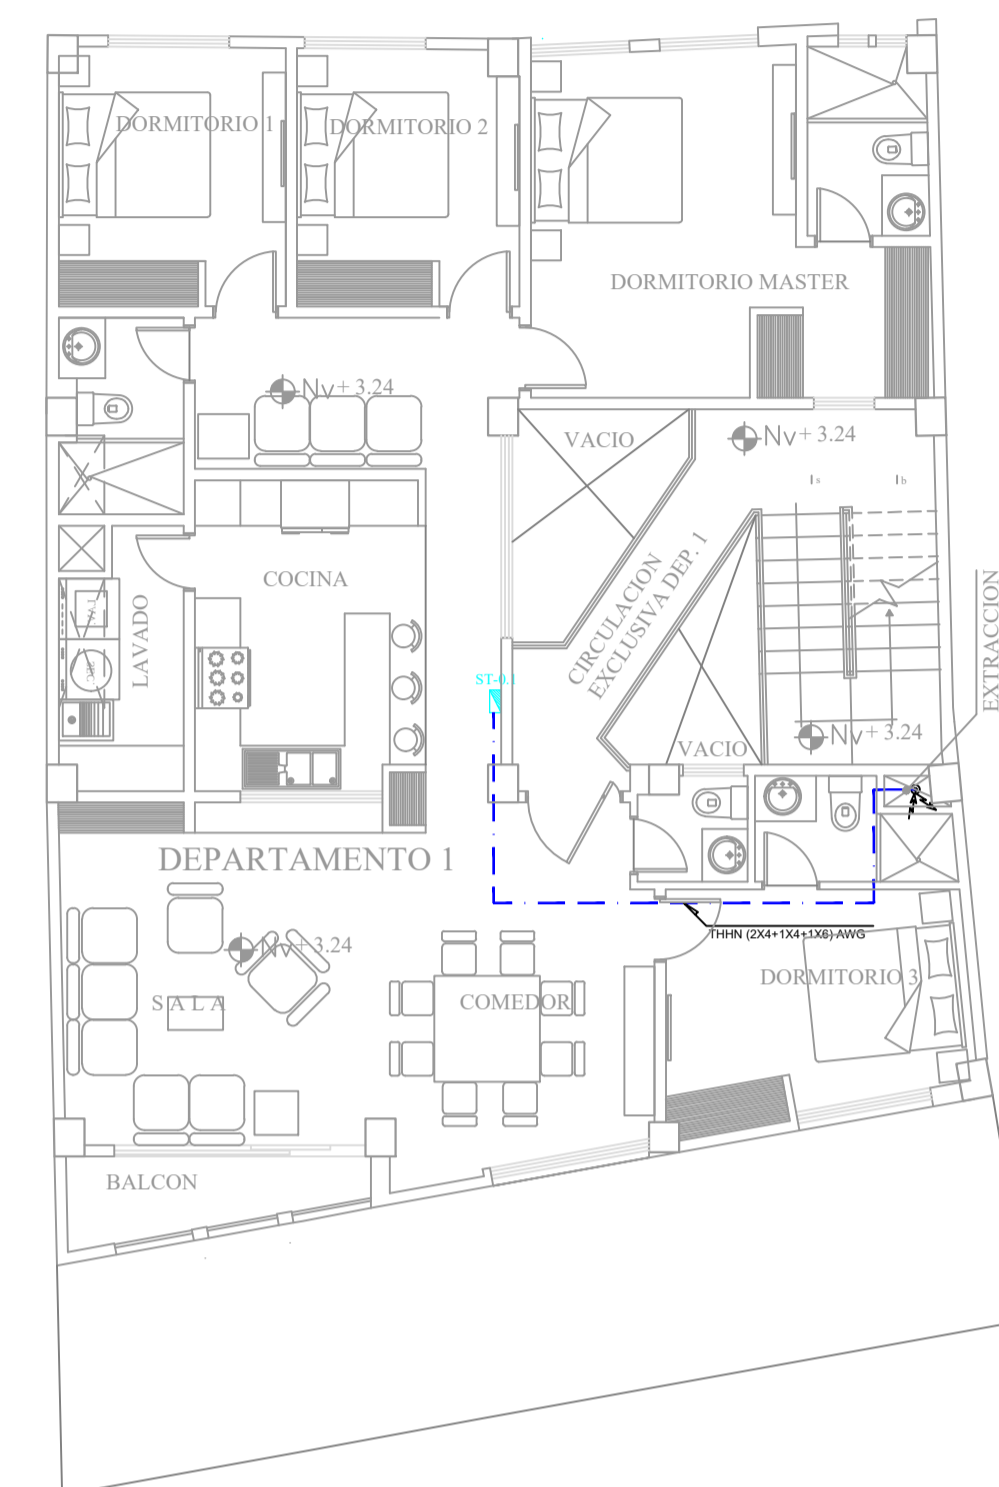 DORMITORIO 1
DORMITORIO 2
DORMITORIO MASTER
Nv + 3.24
VACIO
Nv + 3.24
s
b
COCINA
LAVADO
CIRCULACION
EXCLUSIVA DEP. 1
EXTRACCION
ST-0.1
VACIO
Nv + 3.24
DEPARTAMENTO 1
THHN (2X4+1X4+1X6) AWG
Nv + 3.24
S A L A
COMEDOR
DORMITORIO 3
BALCON